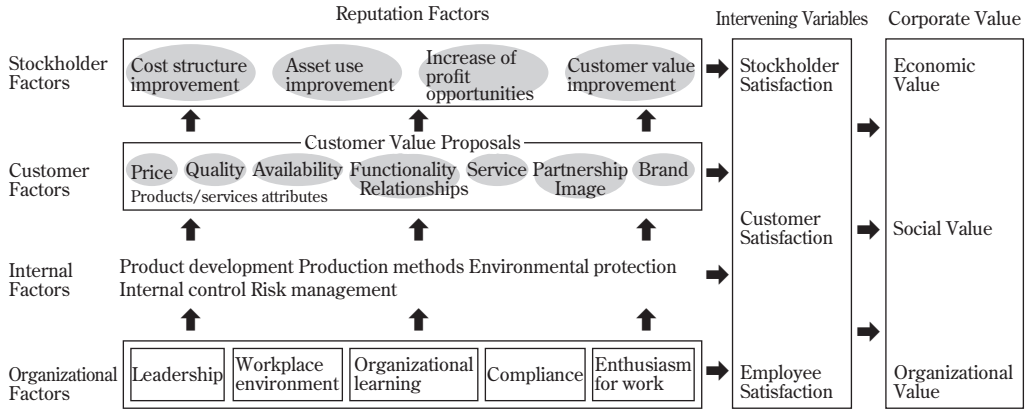 Reputation Factors
Intervening Variables
Corporate Value
Stockholder
Factors
Cost structure
improvement
Asset use
improvement
Increase of
profit
opportunities
Customer value
improvement
Stockholder
Satisfaction
Economic
Value
Customer
Factors
Customer Value Proposals
Price
Quality
Availability
Functionality
Relationships
Service
Partnership
Image
Brand
Products/services attributes
Customer
Satisfaction
Social Value
Internal
Factors
Product development Production methods Environmental protection
Internal control Risk management
Organizational
Factors
Leadership
Workplace
environment
Organizational
learning
Compliance
Enthusiasm
for work
Employee
Satisfaction
Organizational
Value